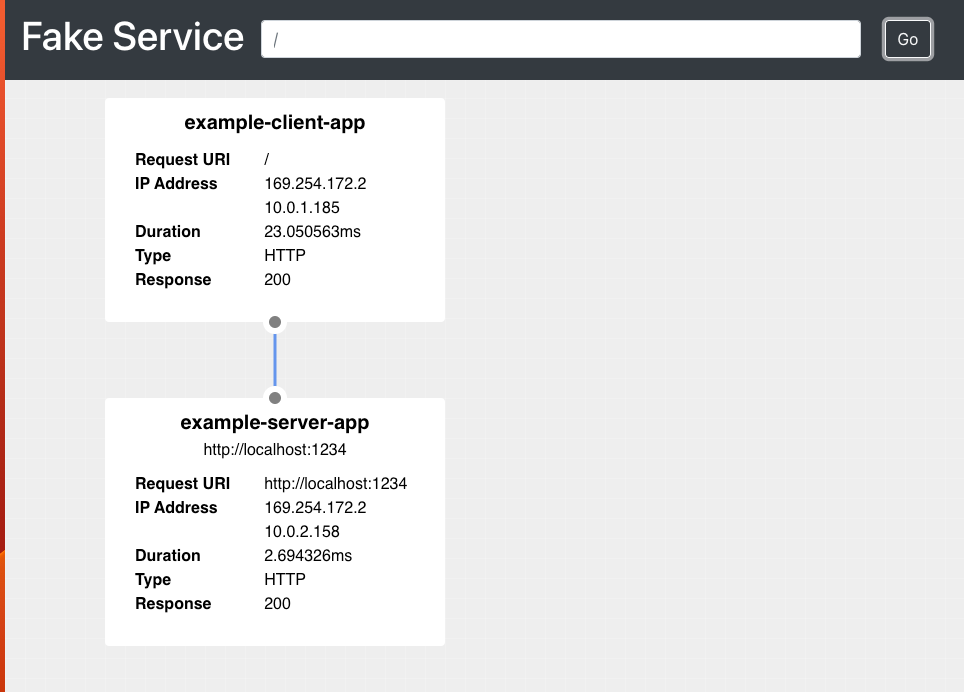 Fake Service / Go
example-client-app
Request URI /
IP Address 169.254.172.2
10.0.1.185
Duration 23.050563ms
Type HTTP
Response 200
example-server-app
http://localhost:1234
Request URI http://localhost:1234
IP Address 169.254.172.2
10.0.2.158
Duration 2.694326ms
Type HTTP
Response 200